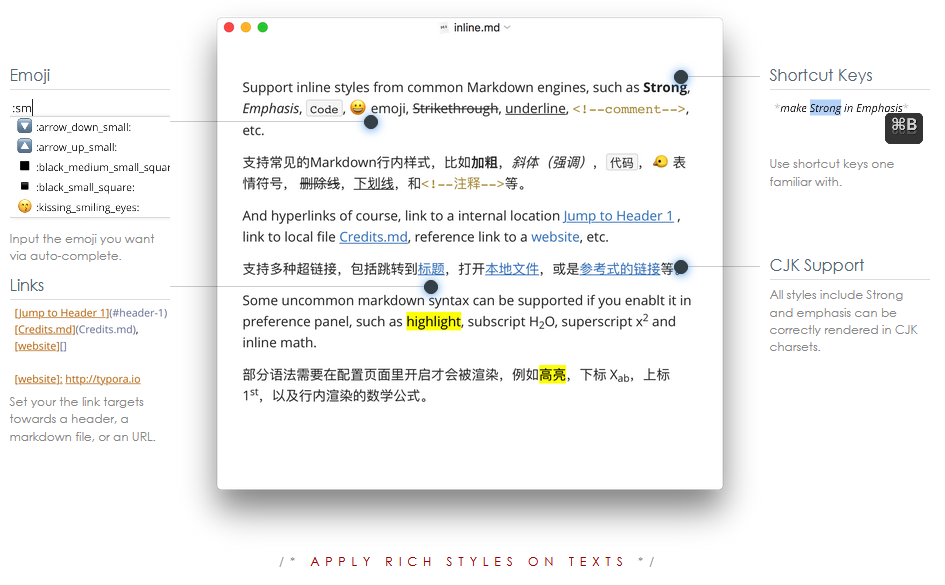 inline.md
Emoji
:sm
:arrow_down_small:
:arrow_up_small:
:black_medium_small_squar
:black_small_square:
:kissing_smiling_eyes:
Input the emoji you want
via auto-complete.
Links
[Jump to Header 1](#header-1)
[Credits.md](Credits.md),
[website][]
[website]: http://typora.io
Set your the link targets
towards a header, a
markdown file, or an URL.
Support inline styles from common Markdown engines, such as Strong,
Emphasis, Code, 😀 emoji, Strikethrough, underline, <!--comment-->,
etc.
支持常见的Markdown行内样式，比如加粗，斜体（强调），代码，🐤 表
情符号，删除线，下划线，和<!--注释-->等。
And hyperlinks of course, link to a internal location Jump to Header 1 ,
link to local file Credits.md, reference link to a website, etc.
支持多种超链接，包括跳转到标题，打开本地文件，或是参考式的链接等
Some uncommon markdown syntax can be supported if you enablt it in
preference panel, such as highlight, subscript H₂O, superscript x² and
inline math.
部分语法需要在配置页面里开启才会被渲染，例如高亮，下标 Xab，上标
1st，以及行内渲染的数学公式。
Shortcut Keys
*make Strong in Emphasis*
⌘B
Use shortcut keys one
familiar with.
CJK Support
All styles include Strong
and emphasis can be
correctly rendered in CJK
charsets.
/* APPLY RICH STYLES ON TEXTS */